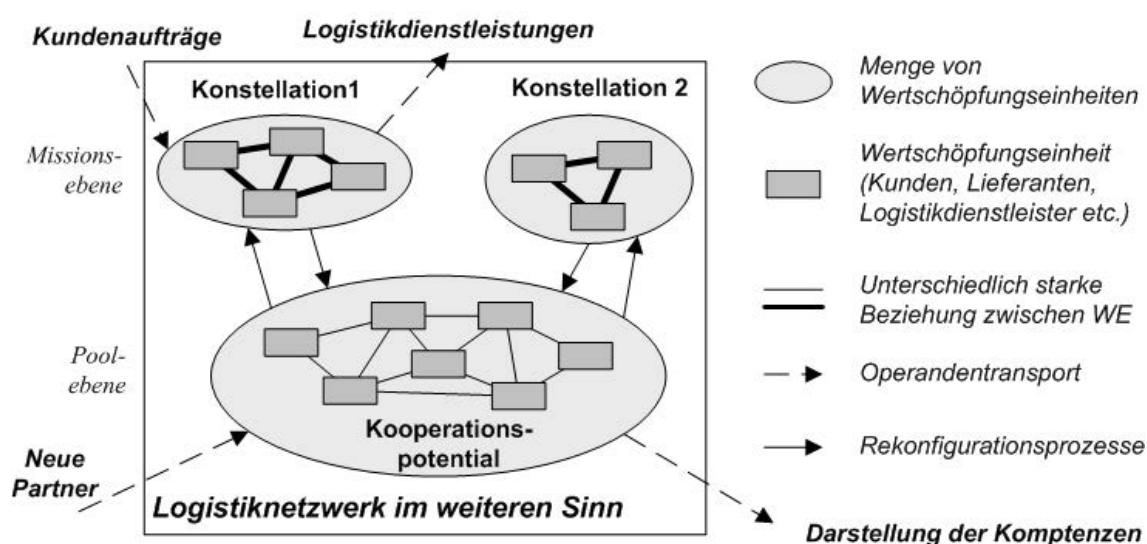 Kundenaufträge
Logistikdienstleistungen
Konstellation1
Konstellation 2
Missions-
ebene
Pool-
ebene
Kooperations-
potential
Neue
Partner
Logistiknetzwerk im weiteren Sinn
Darstellung der Komptenzen
Menge von
Wertschöpfungseinheiten
Wertschöpfungseinheit
(Kunden, Lieferanten,
Logistikdienstleister etc.)
Unterschiedlich starke
Beziehung zwischen WE
Operandentransport
Rekonfigurationsprozesse